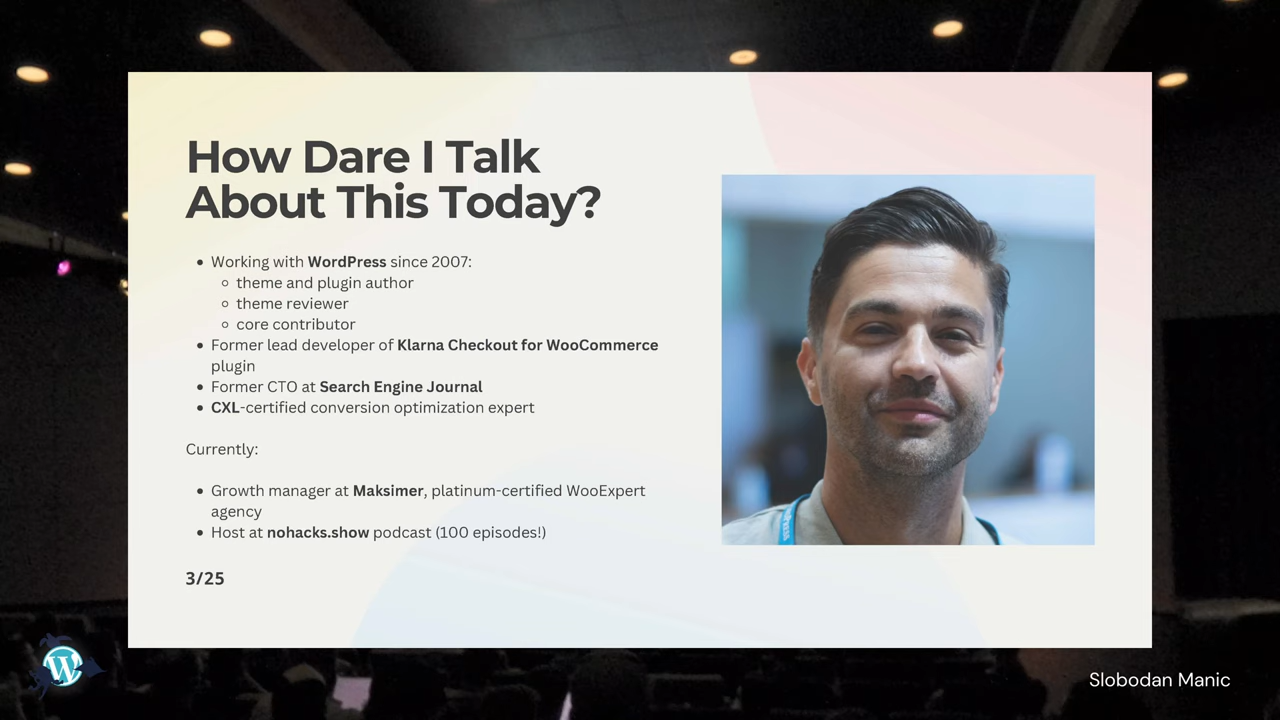 How Dare I Talk
About This Today?
• Working with WordPress since 2007:
◦ theme and plugin author
◦ theme reviewer
◦ core contributor
• Former lead developer of Klarna Checkout for WooCommerce
plugin
• Former CTO at Search Engine Journal
• CXL-certified conversion optimization expert
Currently:
• Growth manager at Maksimer, platinum-certified WooExpert
agency
• Host at nohacks.show podcast (100 episodes!)
3/25
Slobodan Manic